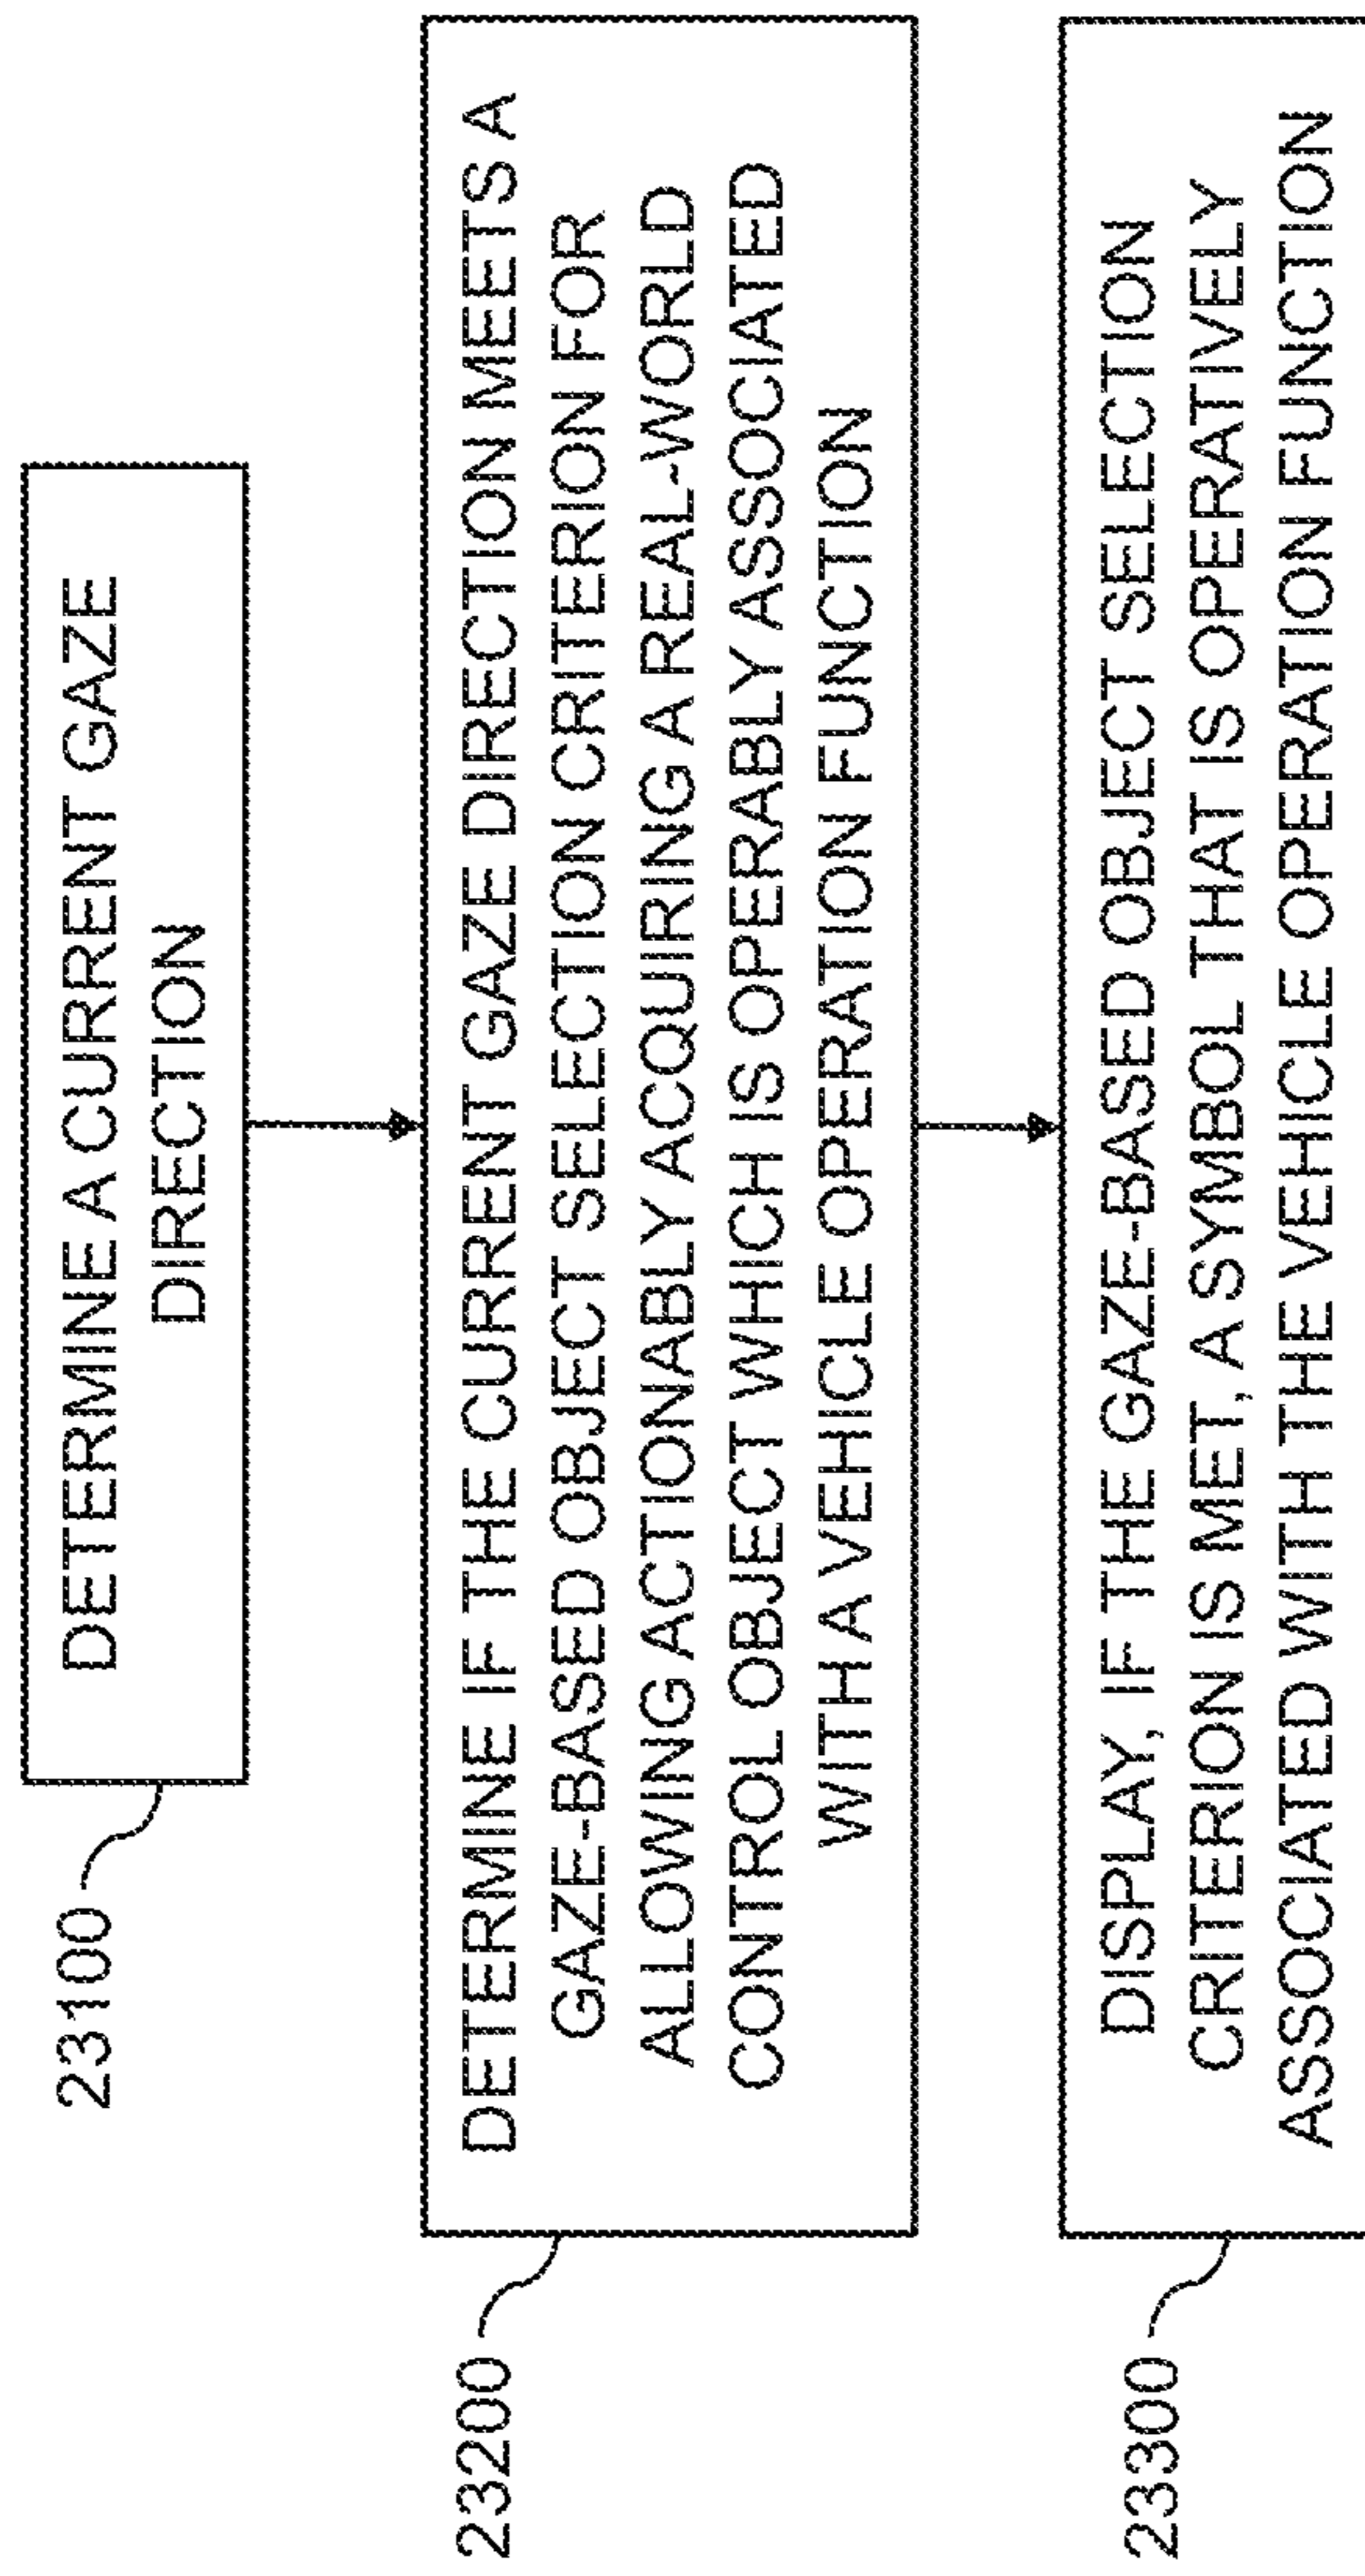 DETERMINE A CURRENT GAZE
DIRECTION
23100
DETERMINE IF THE CURRENT GAZE DIRECTION MEETS A
GAZE-BASED OBJECT SELECTION CRITERION FOR
ALLOWING ACTIONABLY ACQUIRING A REAL-WORLD
CONTROL OBJECT WHICH IS OPERABLY ASSOCIATED
WITH A VEHICLE OPERATION FUNCTION
23200
DISPLAY, IF THE GAZE-BASED OBJECT SELECTION
CRITERION IS MET, A SYMBOL THAT IS OPERATIVELY
ASSOCIATED WITH THE VEHICLE OPERATION FUNCTION
23300